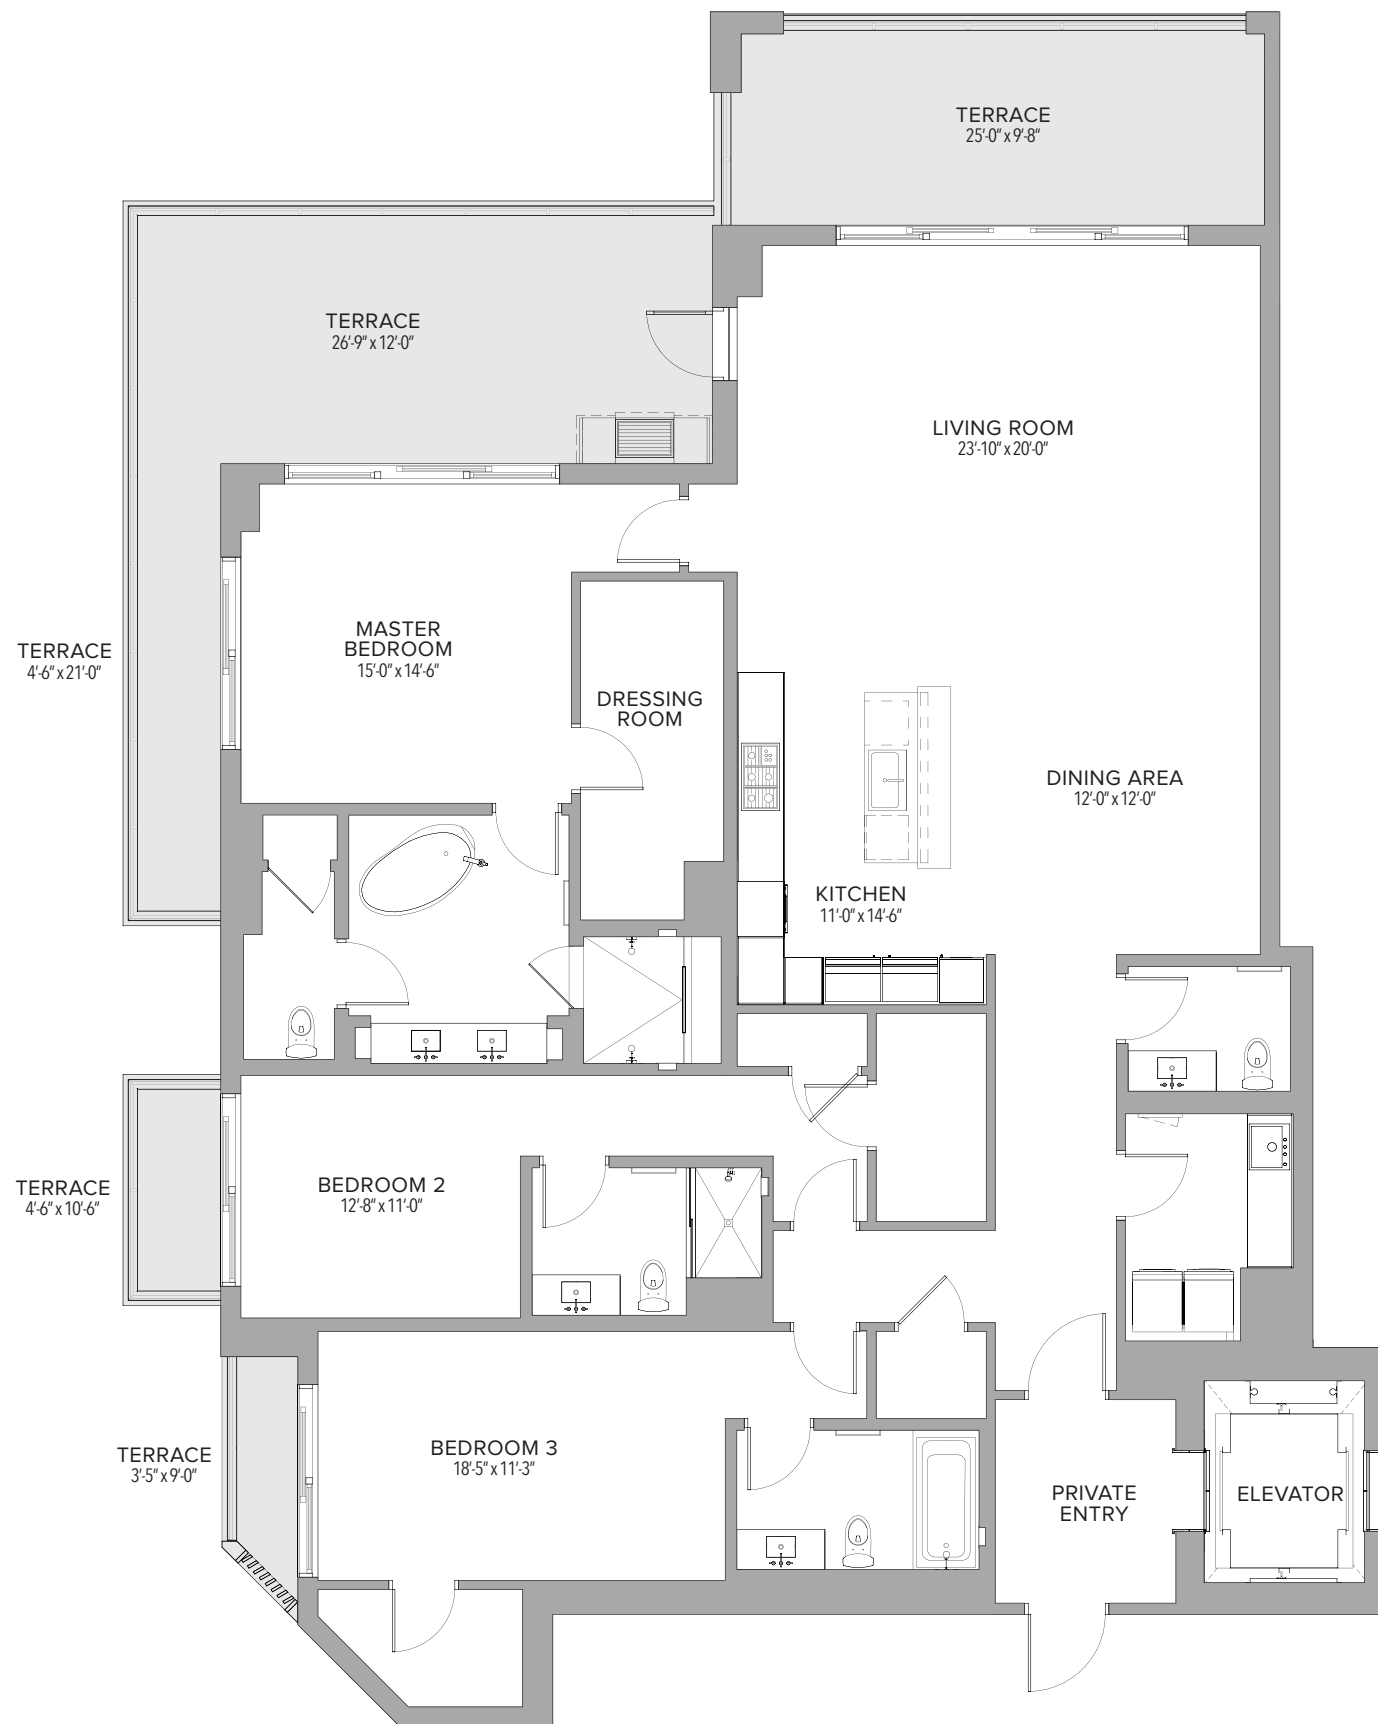 TERRACE
25'-0" x 9'-8"
TERRACE
26'-9" x 12'-0"
LIVING ROOM
23'-10" x 20'-0"
MASTER
BEDROOM
15'-0" x 14'-6"
TERRACE
4'-6" x 21'-0"
DRESSING
ROOM
DINING AREA
12'-0" x 12'-0"
KITCHEN
11'-0" x 14'-6"
BEDROOM 2
12'-8" x 11'-0"
TERRACE
4'-6" x 10'-6"
BEDROOM 3
18'-5" x 11'-3"
TERRACE
3'-5" x 9'-0"
PRIVATE
ENTRY
ELEVATOR